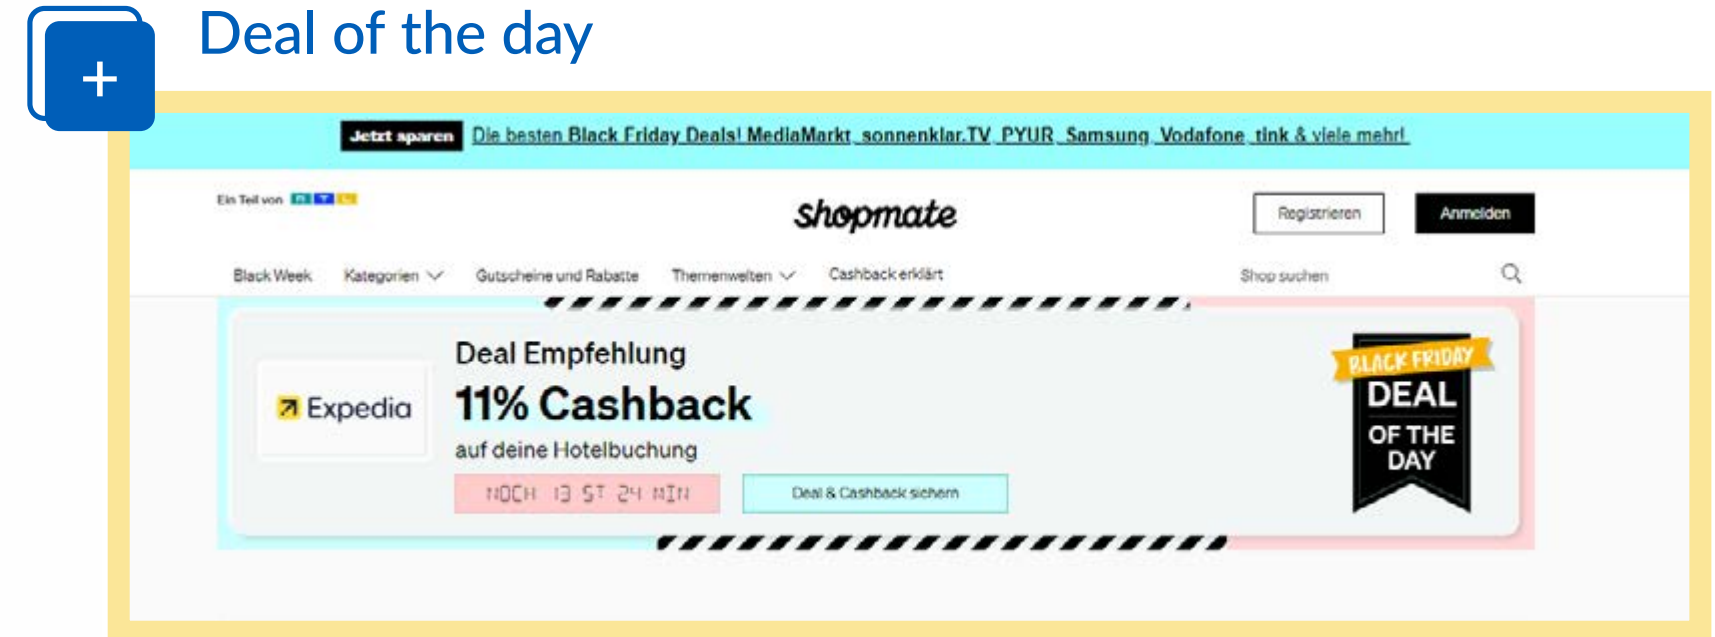 Deal of the day
+
Jetzt sparen Die besten Black Friday Deals! MediaMarkt, sonnenklar.TV, PYUR, Samsung, Vodafone, tink & viele mehr!
Ein Teil von RTL
shopmate
Registrieren
Anmelden
Black Week Kategorien Gutscheine und Rabatte Themenwelten Cashback erklärt Shop suchen
Deal Empfehlung
Expedia
11% Cashback
auf deine Hotelbuchung
NOCH 13 ST 24 MIN
Deal & Cashback sichern
BLACK FRIDAY
DEAL
OF THE
DAY